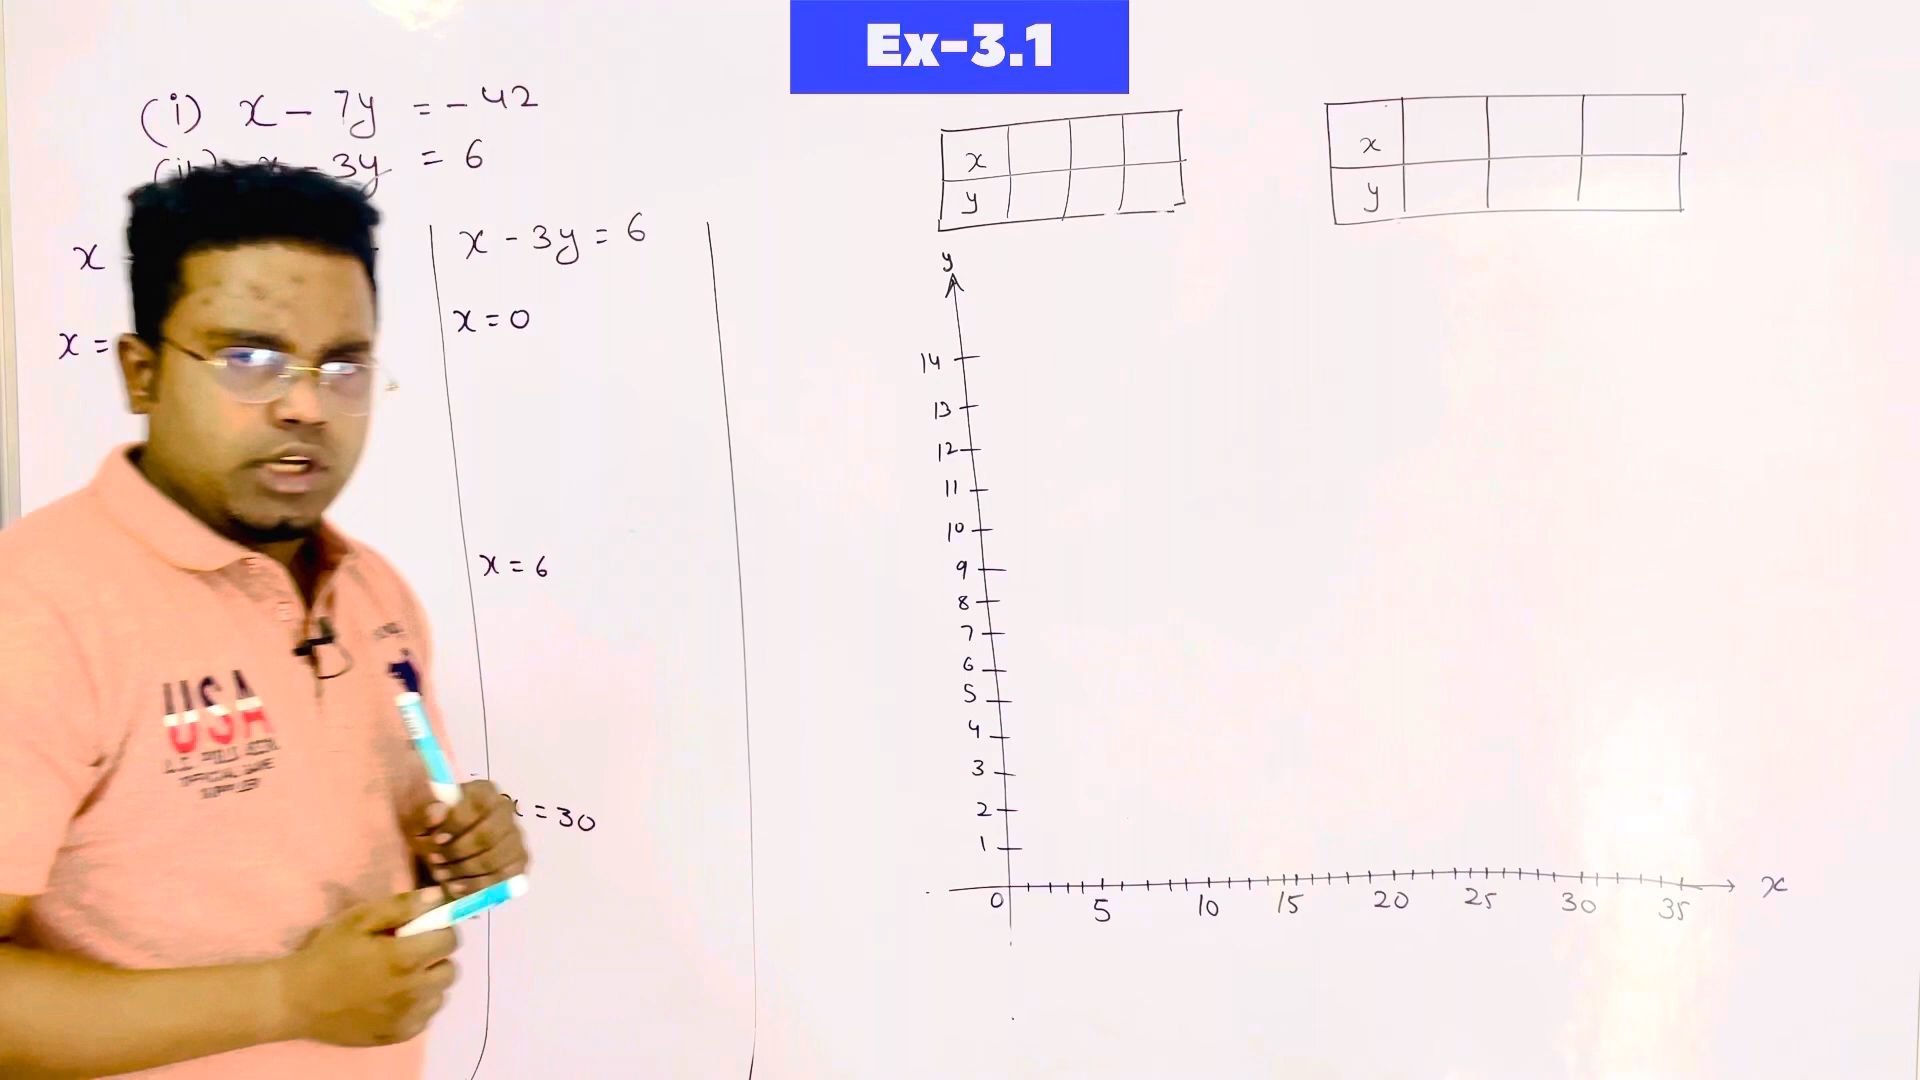 Ex-3.1
(i) x - 7y = -42
x - 3y = 6
x
x =
x - 3y = 6
x = 0
x = 6
x = 30
USA
x
y
x
y
y
14
13
12
11
10
9
8
7
6
5
4
3
2
1
0 5 10 15 20 25 30 35 x